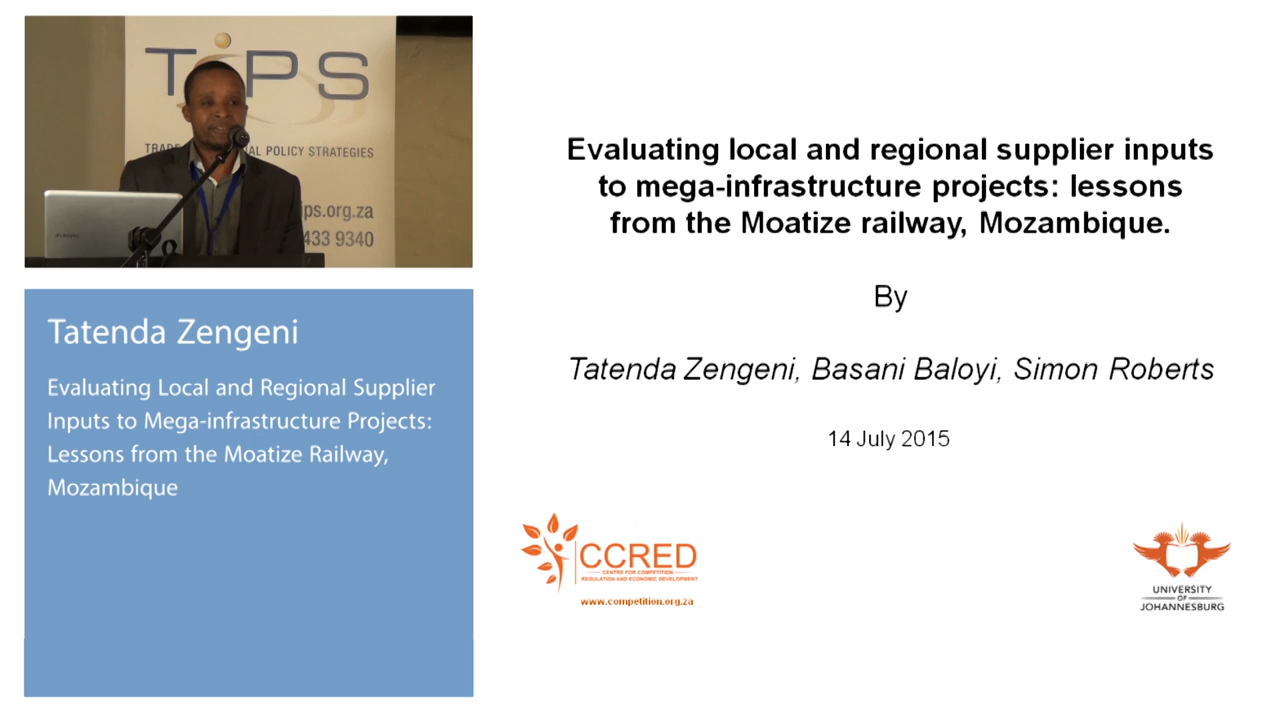 TiPS
TRADE AL POLICY STRATEGIES
ips.org.za
433 9340
Tatenda Zengeni
Evaluating Local and Regional Supplier
Inputs to Mega-infrastructure Projects:
Lessons from the Moatize Railway,
Mozambique
Evaluating local and regional supplier inputs
to mega-infrastructure projects: lessons
from the Moatize railway, Mozambique.
By
Tatenda Zengeni, Basani Baloyi, Simon Roberts
14 July 2015
CCRED
CENTRE FOR COMPETITION
REGULATION AND ECONOMIC DEVELOPMENT
www.competition.org.za
UNIVERSITY
OF
JOHANNESBURG